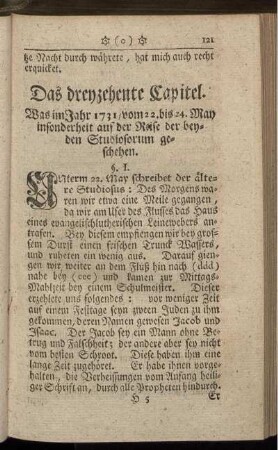 ☼ ( o ) ☼ 121
ße Nacht durch währete, hat mich auch recht
erquicket.
Das dreyzehente Capitel.
Was im Jahr 1731/ vom 22. bis 24. May
insonderheit auf der Reise der bey-
den Studiosorum ge-
schehen.
§. I.
UNterm 22. May schreibet der älte-
re Studiosus: Des Morgens wa-
ren wir etwa eine Meile gegangen,
da wir am Ufer des Flusses das Haus
eines evangelischlutherischen Leinewebers an-
trafen. Bey diesem empfiengen wir bey gros-
sem Durst einen frischen Trunck Wassers,
und ruheten ein wenig aus. Darauf gien-
gen wir weiter an dem Fluß hin nach (ddd)
nahe bey (eee) und kamen zur Mittags-
Mahlzeit bey einem Schulmeister. Dieser
erzehlete uns folgendes: vor weniger Zeit
auf einem Festtage seyn zween Juden zu ihm
gekommen, deren Namen gewesen Jacob und
Isaac. Der Jacob sey ein Mann ohne Be-
trug und Falschheit; der andere aber sey nicht
vom besten Schroot. Diese haben ihm eine
lange Zeit zugehöret. Er habe ihnen vorge-
halten, die Verheissungen vom Anfang heili-
ger Schrift an, durch alle Propheten hindurch.
H 5 Er